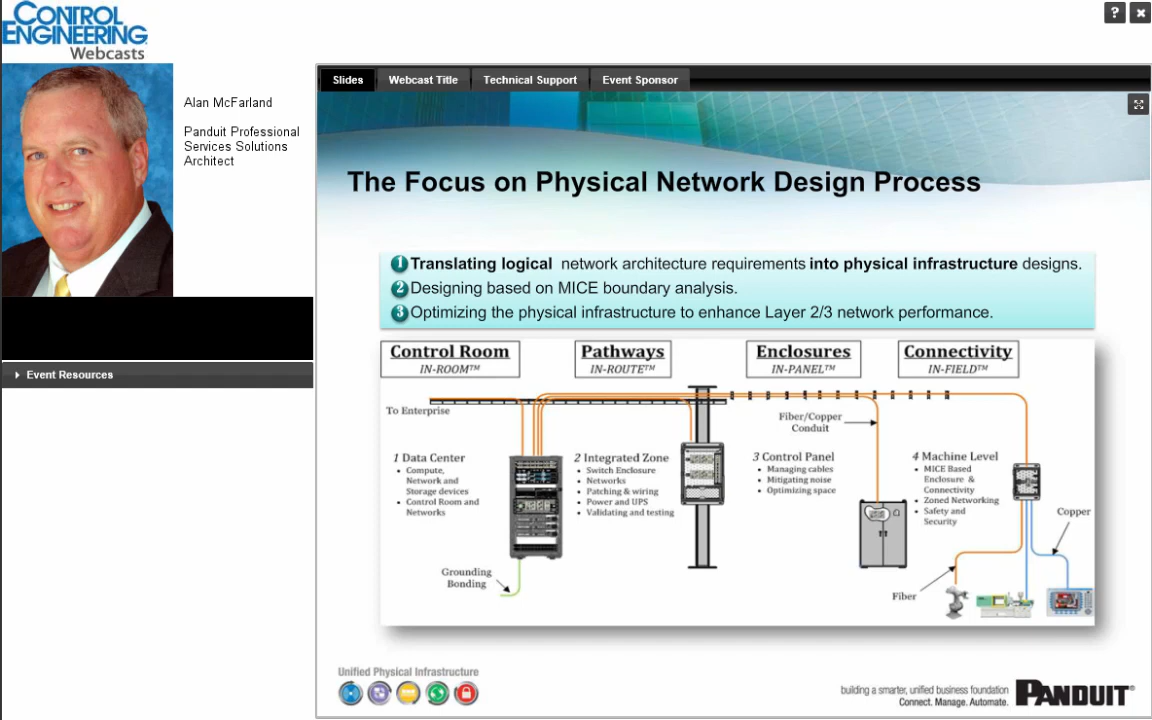 CONTROL
ENGINEERING
Webcasts
?
Alan McFarland
Panduit Professional
Services Solutions
Architect
Event Resources
Slides
Webcast Title
Technical Support
Event Sponsor
The Focus on Physical Network Design Process
1 Translating logical network architecture requirements into physical infrastructure designs.
2 Designing based on MICE boundary analysis.
3 Optimizing the physical infrastructure to enhance Layer 2/3 network performance.
Control Room
IN-ROOM™
Pathways
IN-ROUTE™
Enclosures
IN-PANEL™
Connectivity
IN-FIELD™
To Enterprise
Fiber/Copper
Conduit
1 Data Center
• Compute,
Network and
Storage devices
• Control Room and
Networks
2 Integrated Zone
• Switch Enclosure
• Networks
• Patching & wiring
• Power and UPS
• Validating and testing
3 Control Panel
• Managing cables
• Mitigating noise
• Optimizing space
4 Machine Level
• MICE Based
Enclosure &
Connectivity
• Zoned Networking
• Safety and
Security
Copper
Grounding
Bonding
Fiber
Unified Physical Infrastructure
building a smarter, unified business foundation
Connect. Manage. Automate.
PANDUIT®